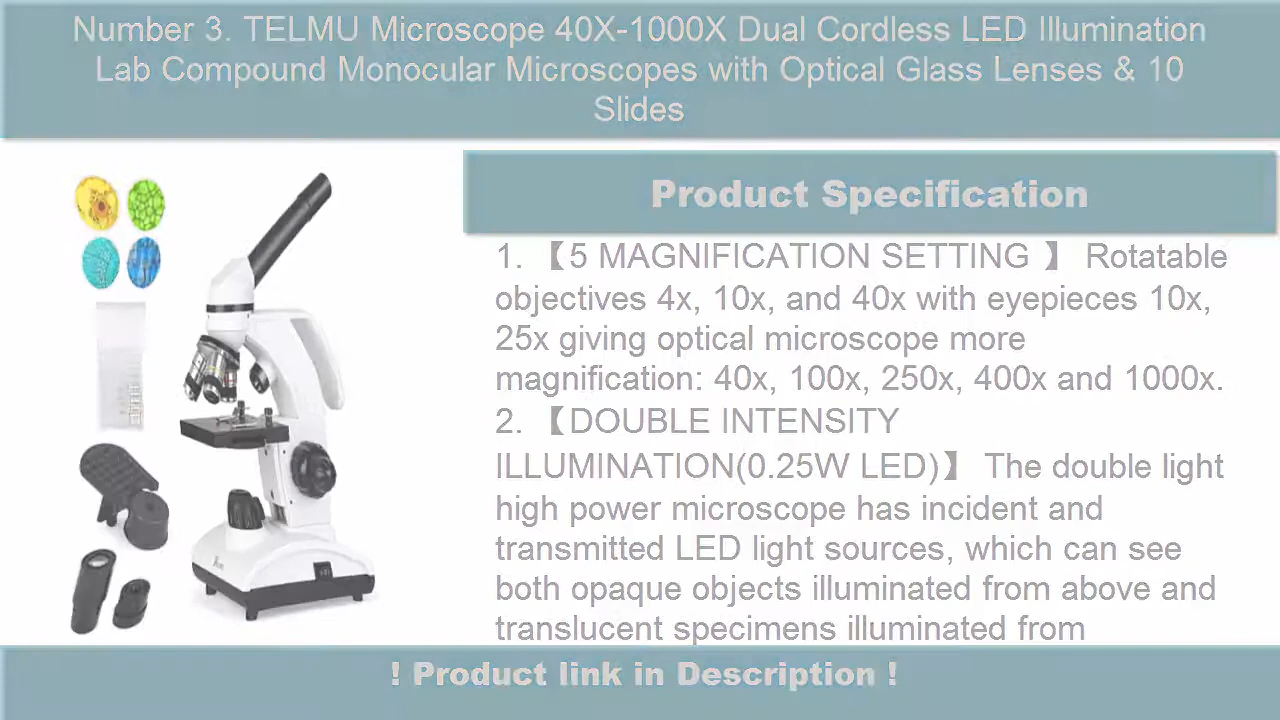 Number 3. TELMU Microscope 40X-1000X Dual Cordless LED Illumination
Lab Compound Monocular Microscopes with Optical Glass Lenses & 10
Slides
Product Specification
1. 【5 MAGNIFICATION SETTING 】 Rotatable
objectives 4x, 10x, and 40x with eyepieces 10x,
25x giving optical microscope more
magnification: 40x, 100x, 250x, 400x and 1000x.
2. 【DOUBLE INTENSITY
ILLUMINATION(0.25W LED)】 The double light
high power microscope has incident and
transmitted LED light sources, which can see
both opaque objects illuminated from above and
translucent specimens illuminated from
! Product link in Description !